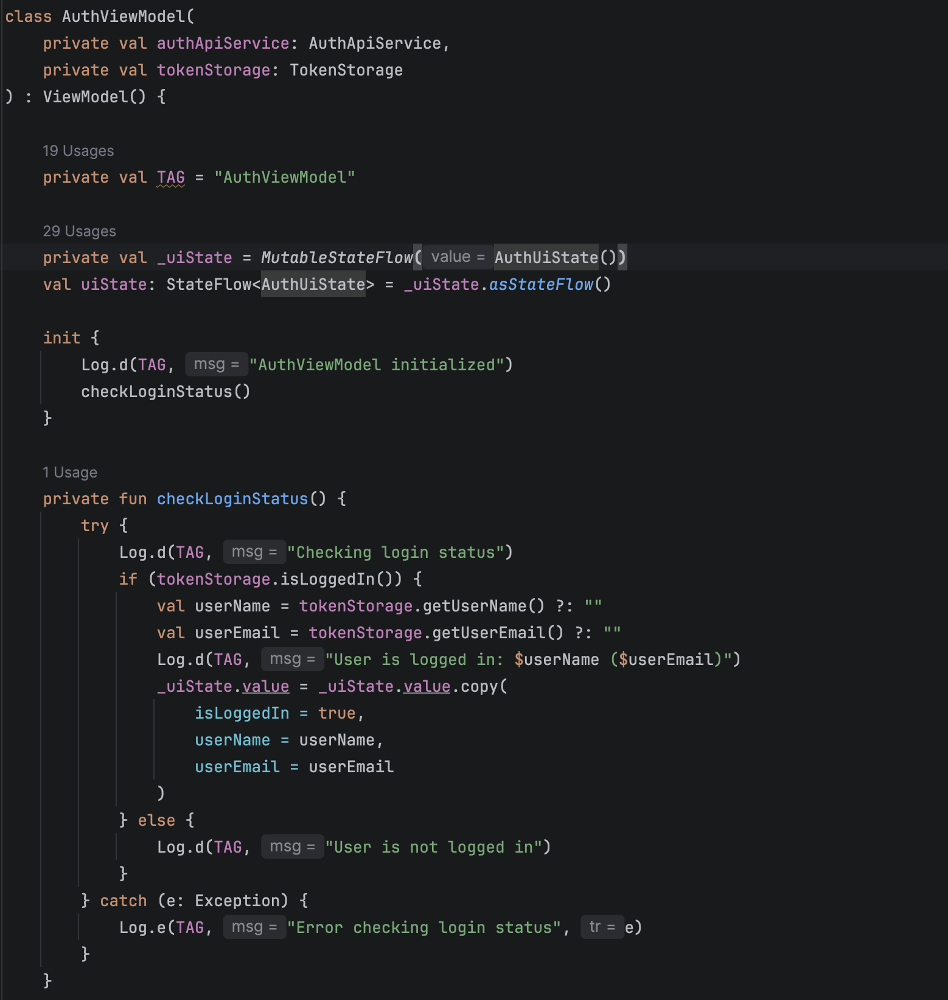 class AuthViewModel(
    private val authApiService: AuthApiService,
    private val tokenStorage: TokenStorage
) : ViewModel() {
    19 Usages
    private val TAG = "AuthViewModel"
    29 Usages
    private val _uiState = MutableStateFlow( value = AuthUiState())
    val uiState: StateFlow<AuthUiState> = _uiState.asStateFlow()
    init {
        Log.d(TAG, msg = "AuthViewModel initialized")
        checkLoginStatus()
    }
    1 Usage
    private fun checkLoginStatus() {
        try {
            Log.d(TAG, msg = "Checking login status")
            if (tokenStorage.isLoggedIn()) {
                val userName = tokenStorage.getUserName() ?: ""
                val userEmail = tokenStorage.getUserEmail() ?: ""
                Log.d(TAG, msg = "User is logged in: $userName ($userEmail)")
                _uiState.value = _uiState.value.copy(
                    isLoggedIn = true,
                    userName = userName,
                    userEmail = userEmail
                )
            } else {
                Log.d(TAG, msg = "User is not logged in")
            }
        } catch (e: Exception) {
            Log.e(TAG, msg = "Error checking login status", tr = e)
        }
    }